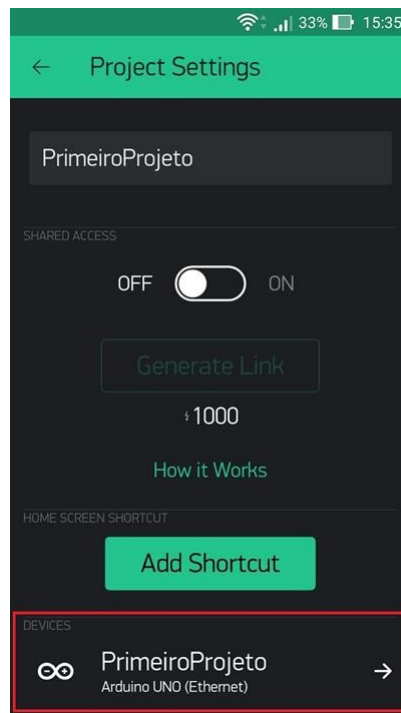 33% 15:35
Project Settings
PrimeiroProjeto
SHARED ACCESS
OFF ON
Generate Link
1000
How it Works
HOME SCREEN SHORTCUT
Add Shortcut
DEVICES
PrimeiroProjeto
Arduino UNO (Ethernet)